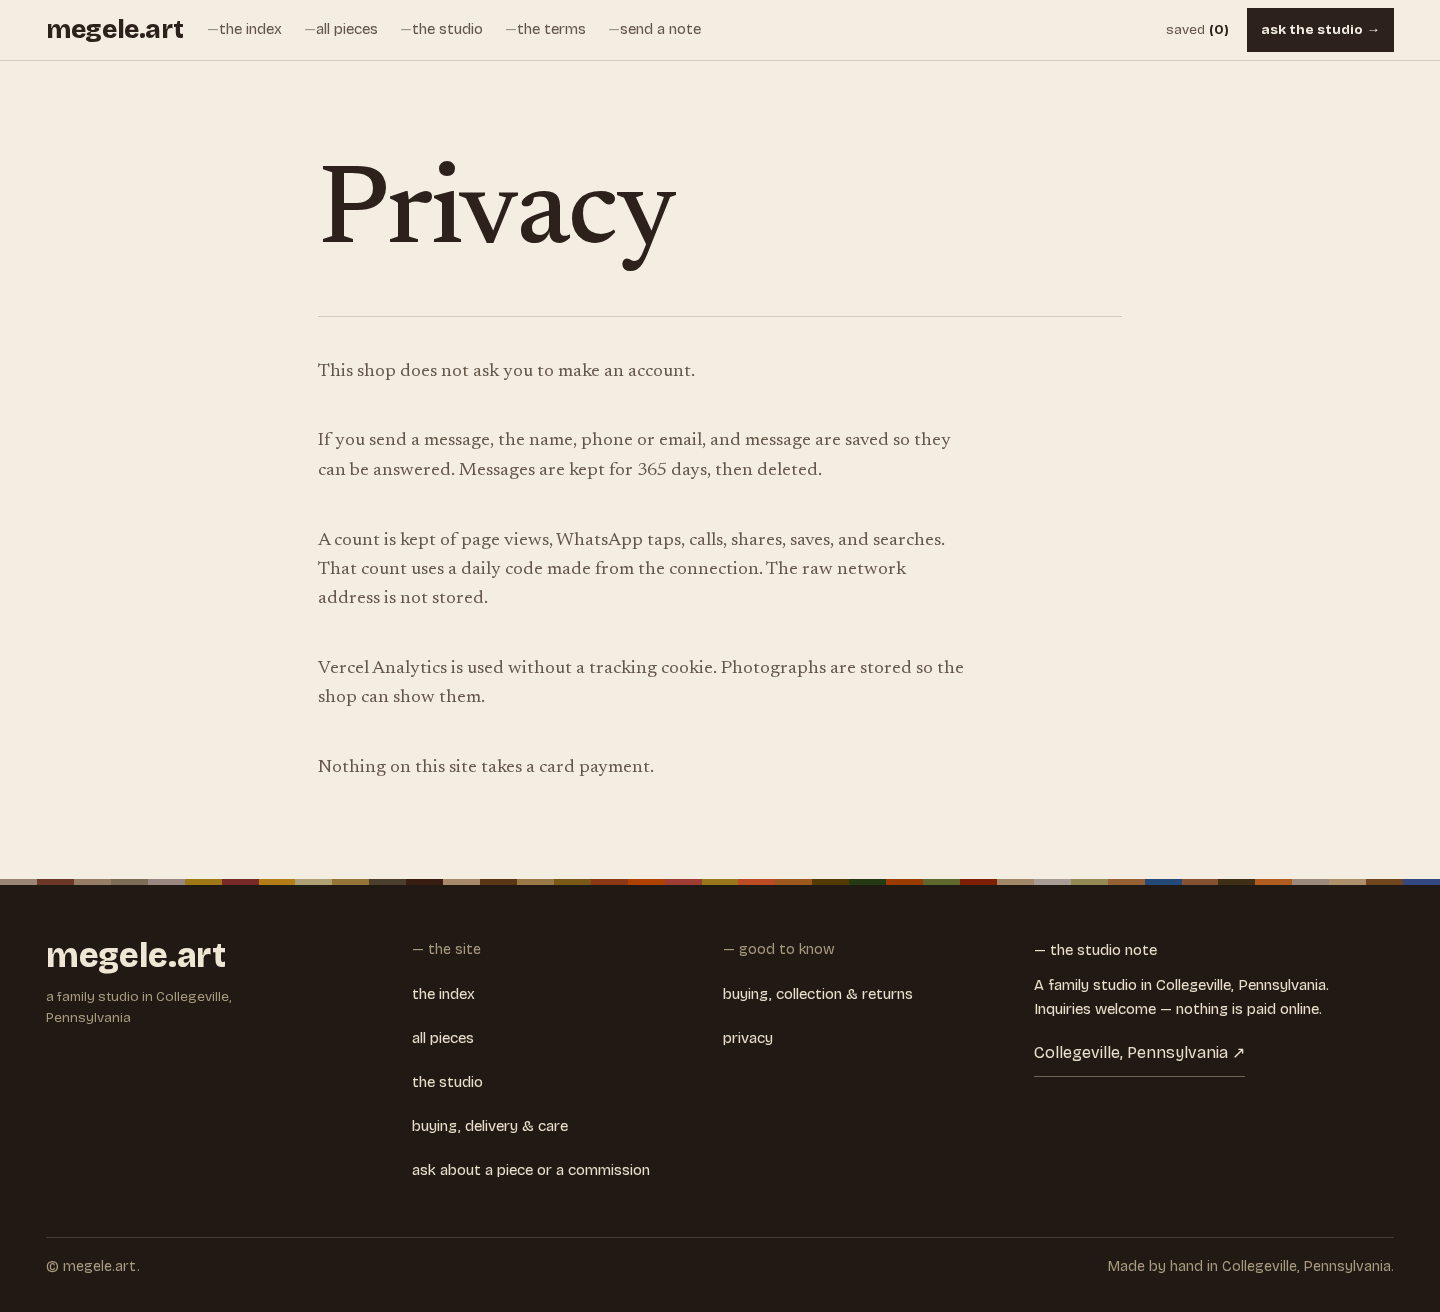 megele.art
—the index
—all pieces
—the studio
—the terms
—send a note
saved (0)
ask the studio →
Privacy
This shop does not ask you to make an account.
If you send a message, the name, phone or email, and message are saved so they
can be answered. Messages are kept for 365 days, then deleted.
A count is kept of page views, WhatsApp taps, calls, shares, saves, and searches.
That count uses a daily code made from the connection. The raw network
address is not stored.
Vercel Analytics is used without a tracking cookie. Photographs are stored so the
shop can show them.
Nothing on this site takes a card payment.
megele.art
a family studio in Collegeville,
Pennsylvania
— the site
the index
all pieces
the studio
buying, delivery & care
ask about a piece or a commission
— good to know
buying, collection & returns
privacy
— the studio note
A family studio in Collegeville, Pennsylvania.
Inquiries welcome — nothing is paid online.
Collegeville, Pennsylvania ↗
© megele.art.
Made by hand in Collegeville, Pennsylvania.